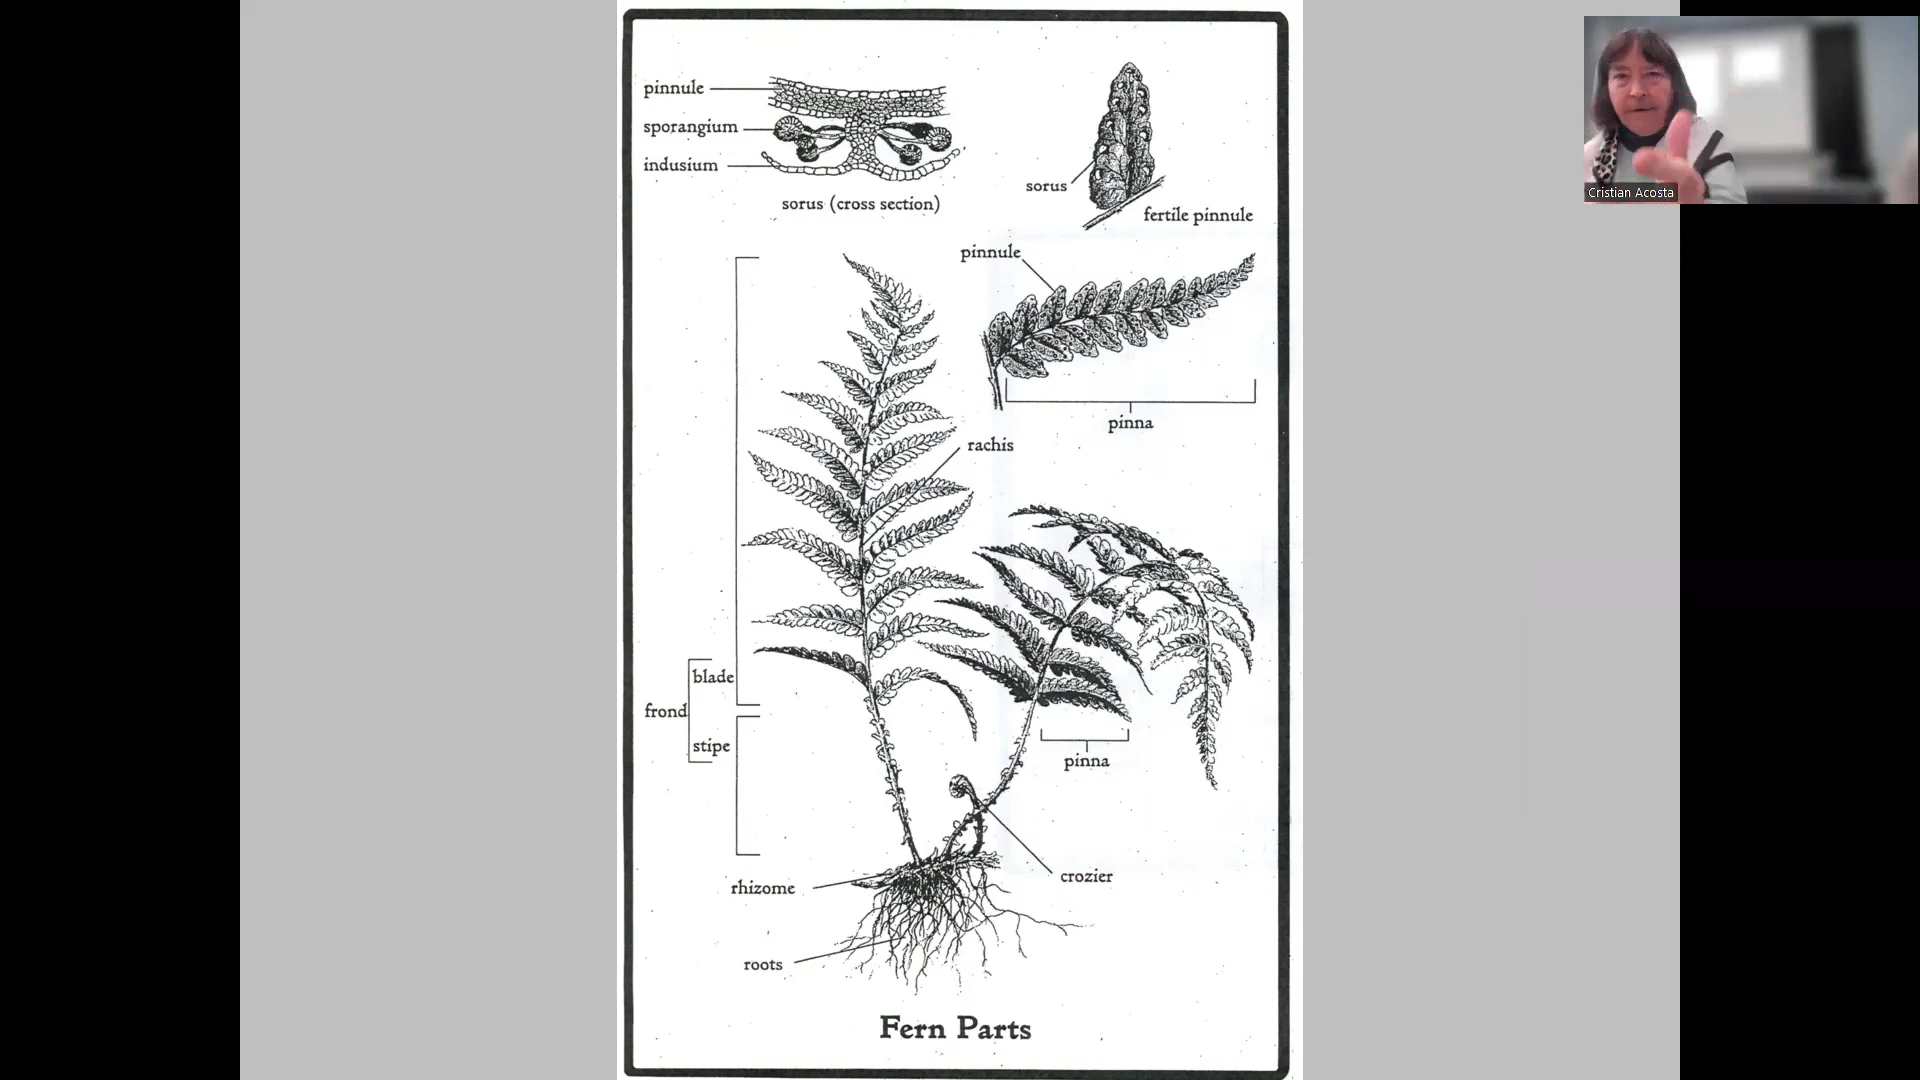 pinnule
sporangium
indusium
sorus (cross section)
sorus
fertile pinnule
pinnule
pinna
rachis
blade
frond
stipe
pinna
rhizome
crozier
roots
Fern Parts
Cristian Acosta